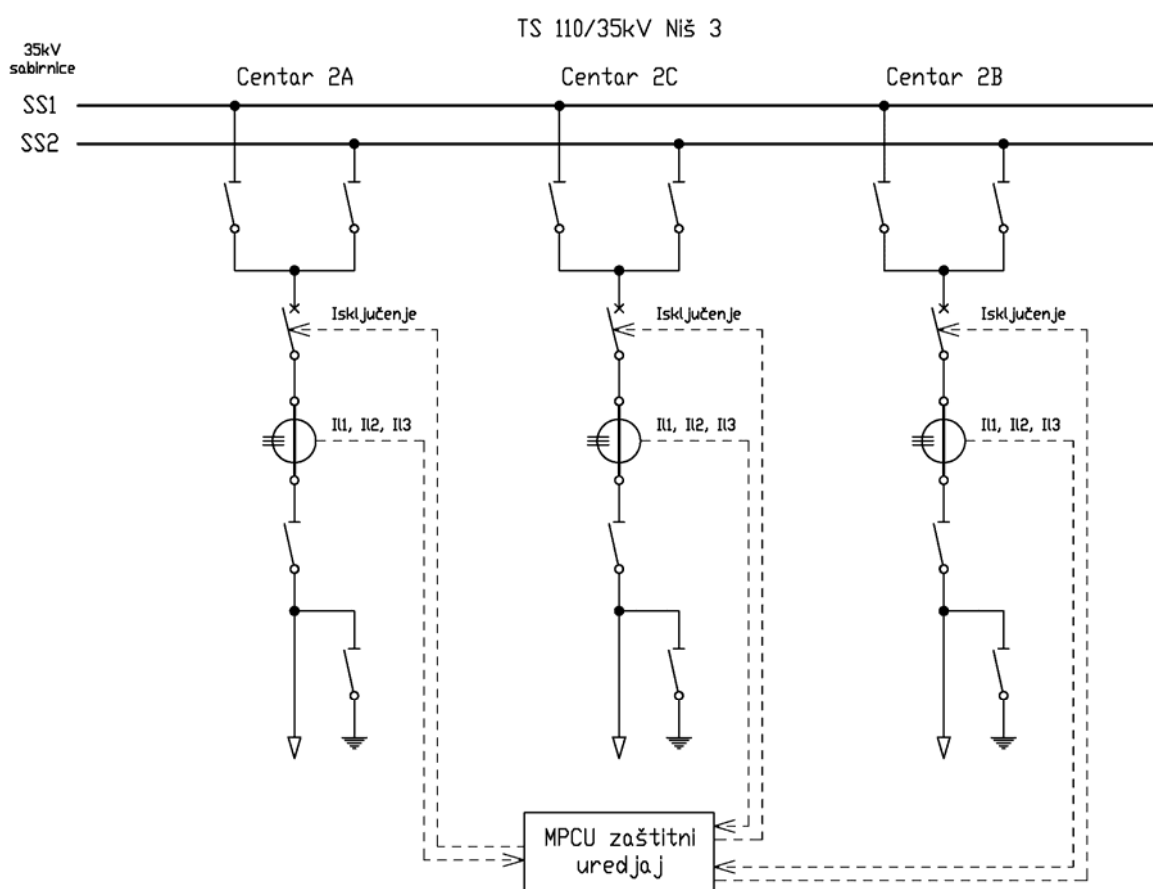 TS 110/35kV Niš 3
35kV
sabirnice
Centar 2A
Centar 2C
Centar 2B
SS1
SS2
Isključenje
Isključenje
Isključenje
Il1, Il2, Il3
Il1, Il2, Il3
Il1, Il2, Il3
MPCU zaštitni
uredjaj